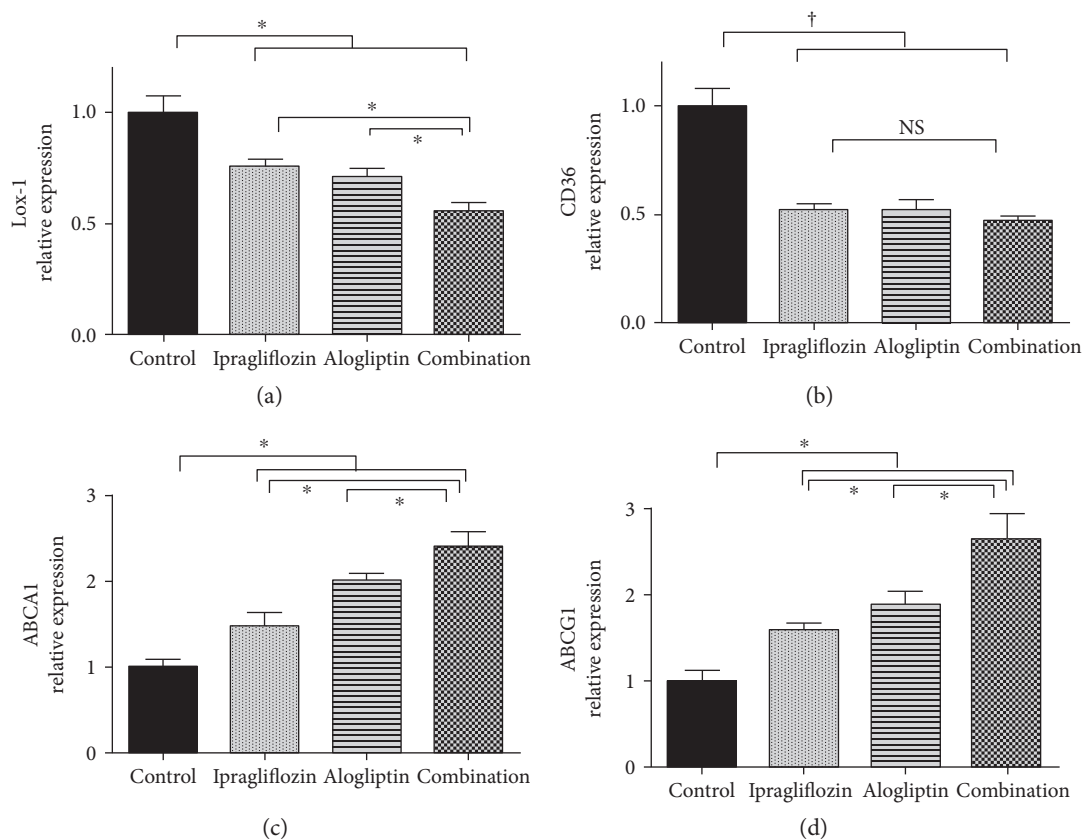 *
*
*
Lox-1
relative expression
1.0
0.5
0.0
Control Ipragliflozin Alogliptin Combination
(a)
†
NS
CD36
relative expression
1.0
0.5
0.0
Control Ipragliflozin Alogliptin Combination
(b)
*
*
*
ABCA1
relative expression
3
2
1
0
Control Ipragliflozin Alogliptin Combination
(c)
*
*
*
ABCG1
relative expression
3
2
1
0
Control Ipragliflozin Alogliptin Combination
(d)